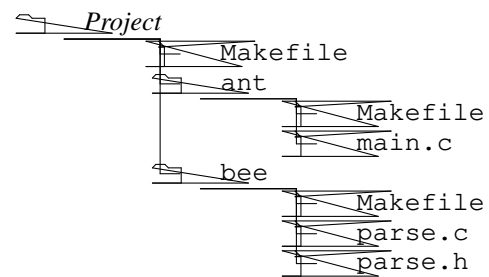 Project
Makefile
ant
Makefile
main.c
bee
Makefile
parse.c
parse.h